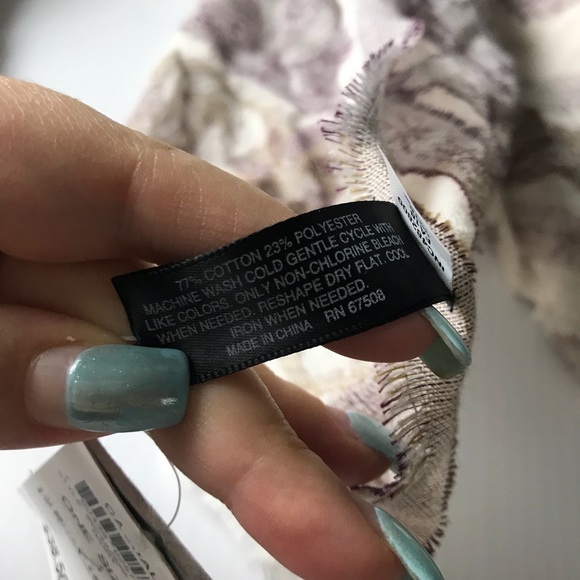 77% COTTON 23% POLYESTER
MACHINE WASH COLD GENTLE CYCLE WITH
LIKE COLORS. ONLY NON-CHLORINE BLEACH
WHEN NEEDED. RESHAPE DRY FLAT. COOL
IRON WHEN NEEDED.
MADE IN CHINA RN 67508